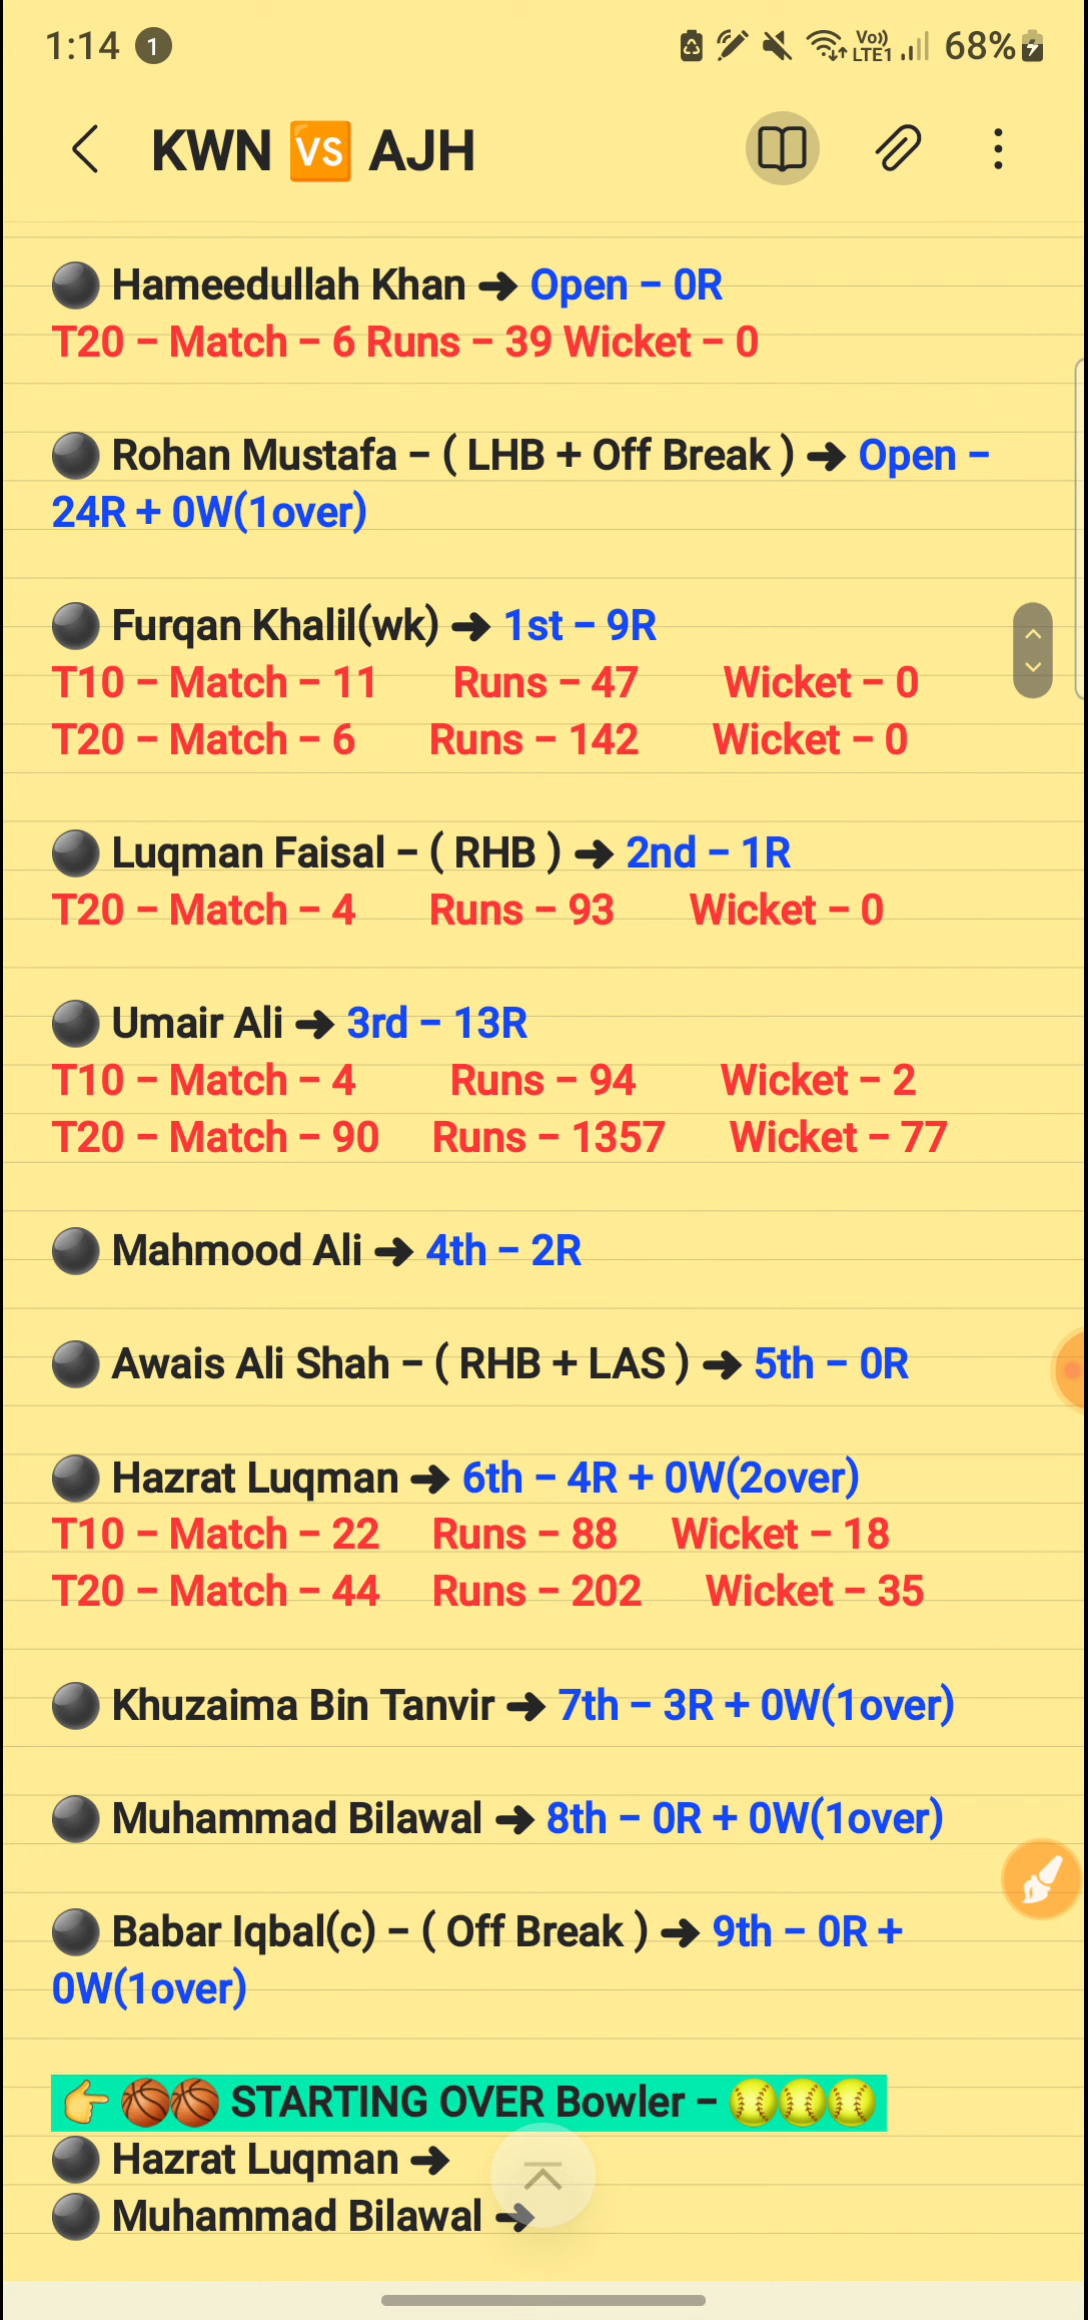 1:14 1 Vo)) LTE1 68%
KWN VS AJH
Hameedullah Khan ➔ Open – 0R
T20 – Match – 6 Runs – 39 Wicket – 0
Rohan Mustafa – ( LHB + Off Break ) ➔ Open –
24R + 0W(1over)
Furqan Khalil(wk) ➔ 1st – 9R
T10 – Match – 11 Runs – 47 Wicket – 0
T20 – Match – 6 Runs – 142 Wicket – 0
Luqman Faisal – ( RHB ) ➔ 2nd – 1R
T20 – Match – 4 Runs – 93 Wicket – 0
Umair Ali ➔ 3rd – 13R
T10 – Match – 4 Runs – 94 Wicket – 2
T20 – Match – 90 Runs – 1357 Wicket – 77
Mahmood Ali ➔ 4th – 2R
Awais Ali Shah – ( RHB + LAS ) ➔ 5th – 0R
Hazrat Luqman ➔ 6th – 4R + 0W(2over)
T10 – Match – 22 Runs – 88 Wicket – 18
T20 – Match – 44 Runs – 202 Wicket – 35
Khuzaima Bin Tanvir ➔ 7th – 3R + 0W(1over)
Muhammad Bilawal ➔ 8th – 0R + 0W(1over)
Babar Iqbal(c) – ( Off Break ) ➔ 9th – 0R +
0W(1over)
👉 🏀🏀 STARTING OVER Bowler – 🥎🥎🥎
Hazrat Luqman ➔
Muhammad Bilawal ➔